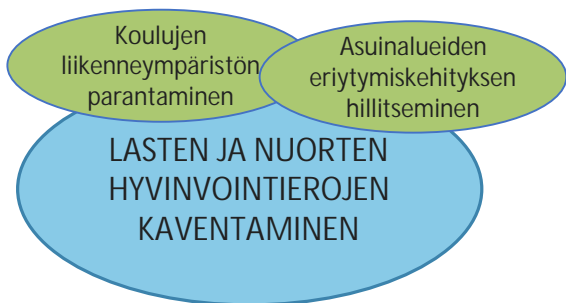 Koulujen
liikenneympäristön
parantaminen
Asuinalueiden
eriytymiskehityksen
hillitseminen
LASTEN JA NUORTEN
HYVINVOINTIEROJEN
KAVENTAMINEN